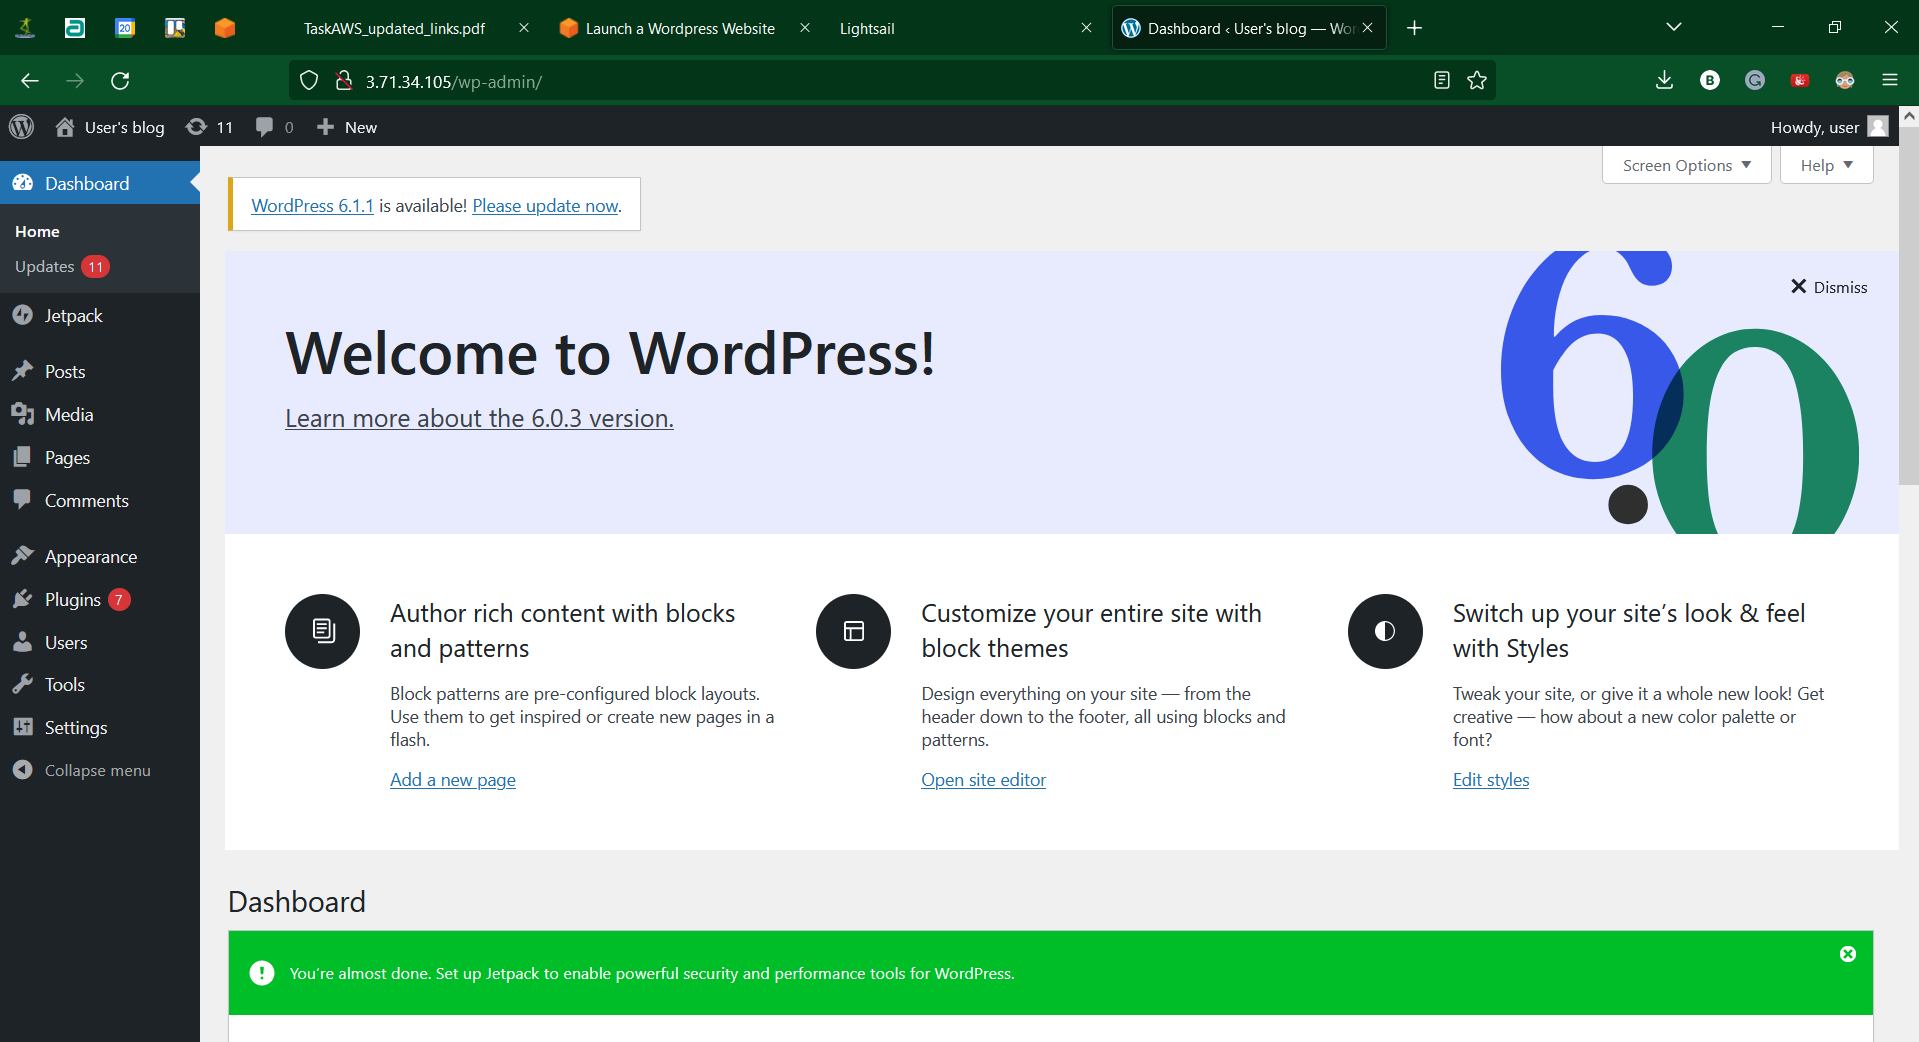 TaskAWS_updated_links.pdf
Launch a Wordpress Website
Lightsail
Dashboard ‹ User's blog — Wor
20
3.71.34.105/wp-admin/
User's blog
11
0
New
Howdy, user
Screen Options
Help
Dashboard
Home
Updates 11
Jetpack
Posts
Media
Pages
Comments
Appearance
Plugins 7
Users
Tools
Settings
Collapse menu
WordPress 6.1.1 is available! Please update now.
Dismiss
6.0
Welcome to WordPress!
Learn more about the 6.0.3 version.
Author rich content with blocks
and patterns
Block patterns are pre-configured block layouts.
Use them to get inspired or create new pages in a
flash.
Add a new page
Customize your entire site with
block themes
Design everything on your site — from the
header down to the footer, all using blocks and
patterns.
Open site editor
Switch up your site’s look & feel
with Styles
Tweak your site, or give it a whole new look! Get
creative — how about a new color palette or
font?
Edit styles
Dashboard
You’re almost done. Set up Jetpack to enable powerful security and performance tools for WordPress.